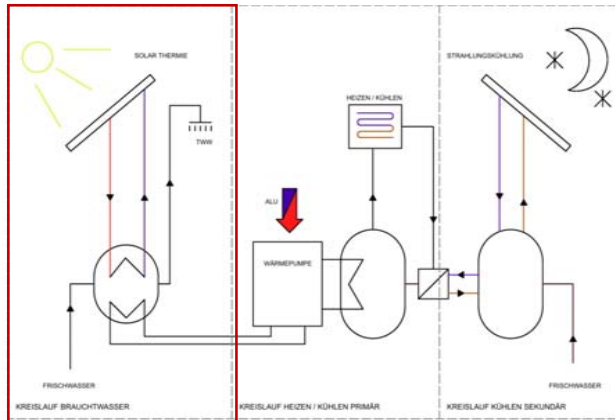 SOLAR THERMIE
STRAHLUNGSKÜHLUNG
HEIZEN / KÜHLEN
TWW
ALU
WÄRMEPUMPE
FRISCHWASSER
FRISCHWASSER
KREISLAUF BRAUCHTWASSER
KREISLAUF HEIZEN / KÜHLEN PRIMÄR
KREISLAUF KÜHLEN SEKUNDÄR